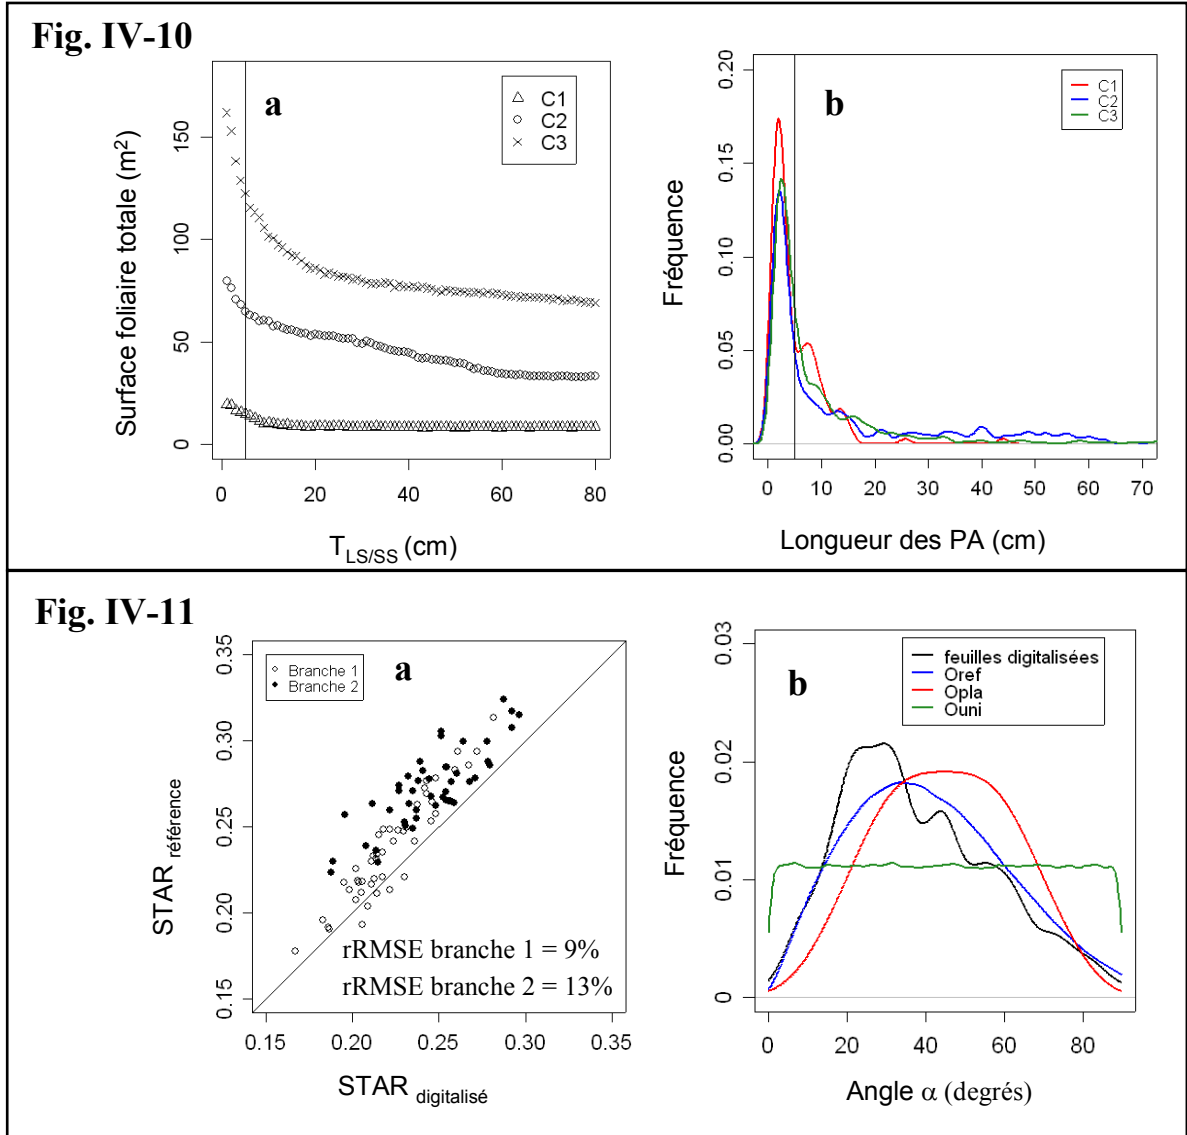 Fig. IV-10
a
C1
C2
C3
Surface foliaire totale (m²)
150
100
50
0
0 20 40 60 80
T LS/SS (cm)
b
C1
C2
C3
Fréquence
0.20
0.15
0.10
0.05
0.00
0 10 20 30 40 50 60 70
Longueur des PA (cm)
Fig. IV-11
a
Branche 1
Branche 2
STAR référence
0.35
0.30
0.25
0.20
0.15
rRMSE branche 1 = 9%
rRMSE branche 2 = 13%
0.15 0.20 0.25 0.30 0.35
STAR digitalisé
b
feuilles digitalisées
Oref
Opla
Ouni
Fréquence
0.03
0.02
0.01
0
0 20 40 60 80
Angle α (degrés)